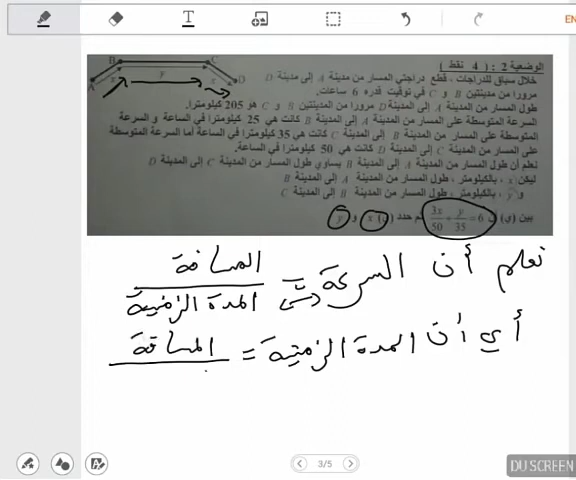 EN
الوضعية 2 : ( 4 نقط )
خلال سباق للدراجات ، قطع دراجتي المسار من مدينة A إلى مدينة D
مرورا من مدينتين B و C في توقيت قدره 6 ساعات.
طول المسار من المدينة A إلى المدينة D مرورا من المدينتين B و C هو 205 كيلومترا.
السرعة المتوسطة على المسار من المدينة A إلى المدينة B كانت هي 25 كيلومترا في الساعة و السرعة
المتوسطة على المسار من المدينة B إلى المدينة C كانت هي 35 كيلومترا في الساعة أما السرعة المتوسطة
على المسار من المدينة C إلى المدينة D كانت هي 50 كيلومترا في الساعة.
نعلم أن طول المسار من المدينة A إلى المدينة B يساوي طول المسار من المدينة C إلى المدينة D
ليكن x ، بالكيلومتر ، طول المسار من المدينة A إلى المدينة B
و y ، بالكيلومتر ، طول المسار من المدينة B إلى المدينة C
بين 3x/50 + y/35 = 6 ثم حدد x و y
A x B y C x D
نعلم أن السرعة = المسافة / المدة الزمنية
أي أن المدة الزمنية = المسافة
3/5
DU SCREEN